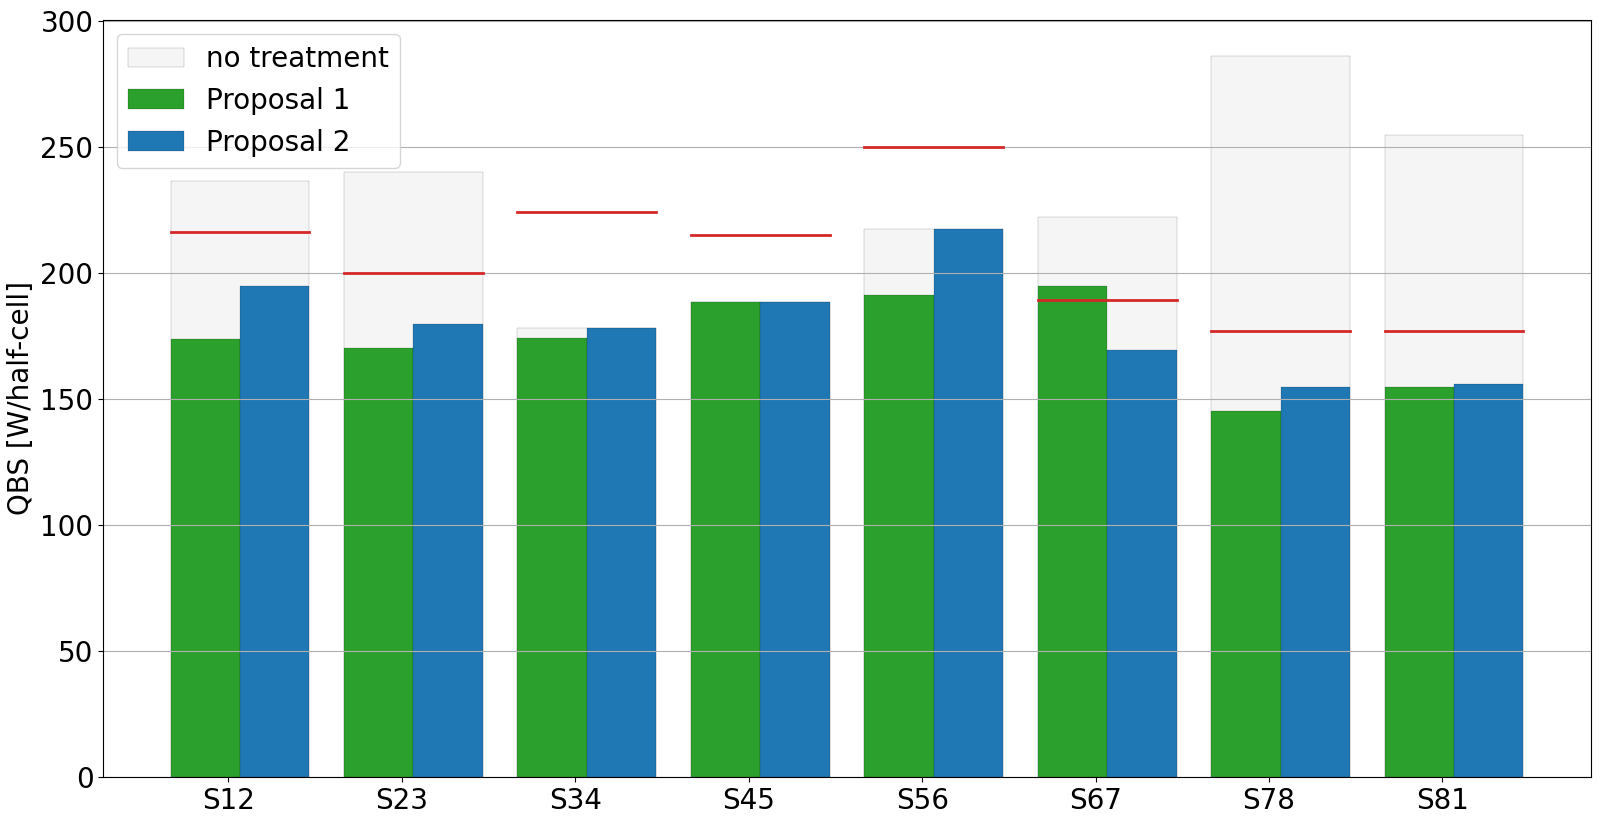 300
250
200
150
100
50
0
QBS [W/half-cell]
no treatment
Proposal 1
Proposal 2
S12 S23 S34 S45 S56 S67 S78 S81